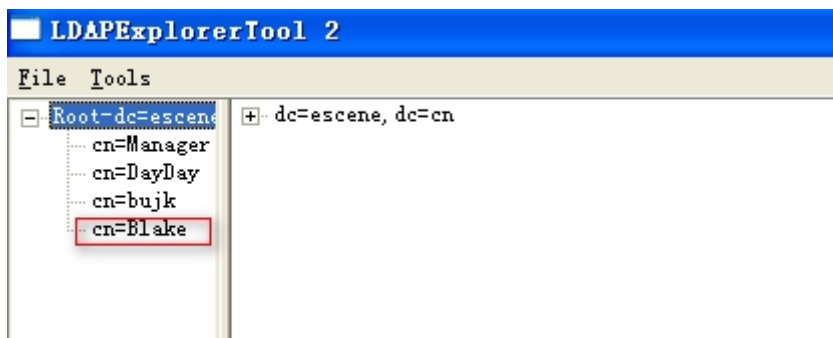 LDAPExplorerTool 2
File Tools
Root-dc=escene
dc=escene, dc=cn
cn=Manager
cn=DayDay
cn=bujk
cn=Blake